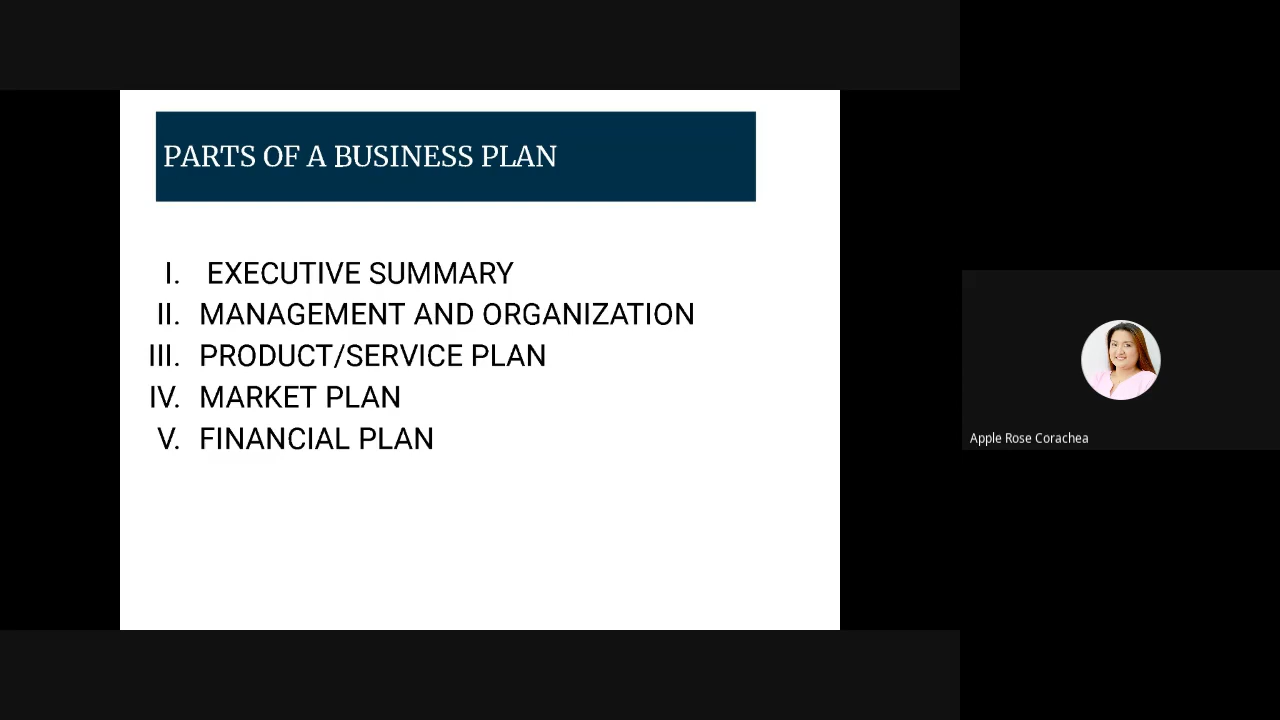 PARTS OF A BUSINESS PLAN
I. EXECUTIVE SUMMARY
II. MANAGEMENT AND ORGANIZATION
III. PRODUCT/SERVICE PLAN
IV. MARKET PLAN
V. FINANCIAL PLAN
Apple Rose Corachea